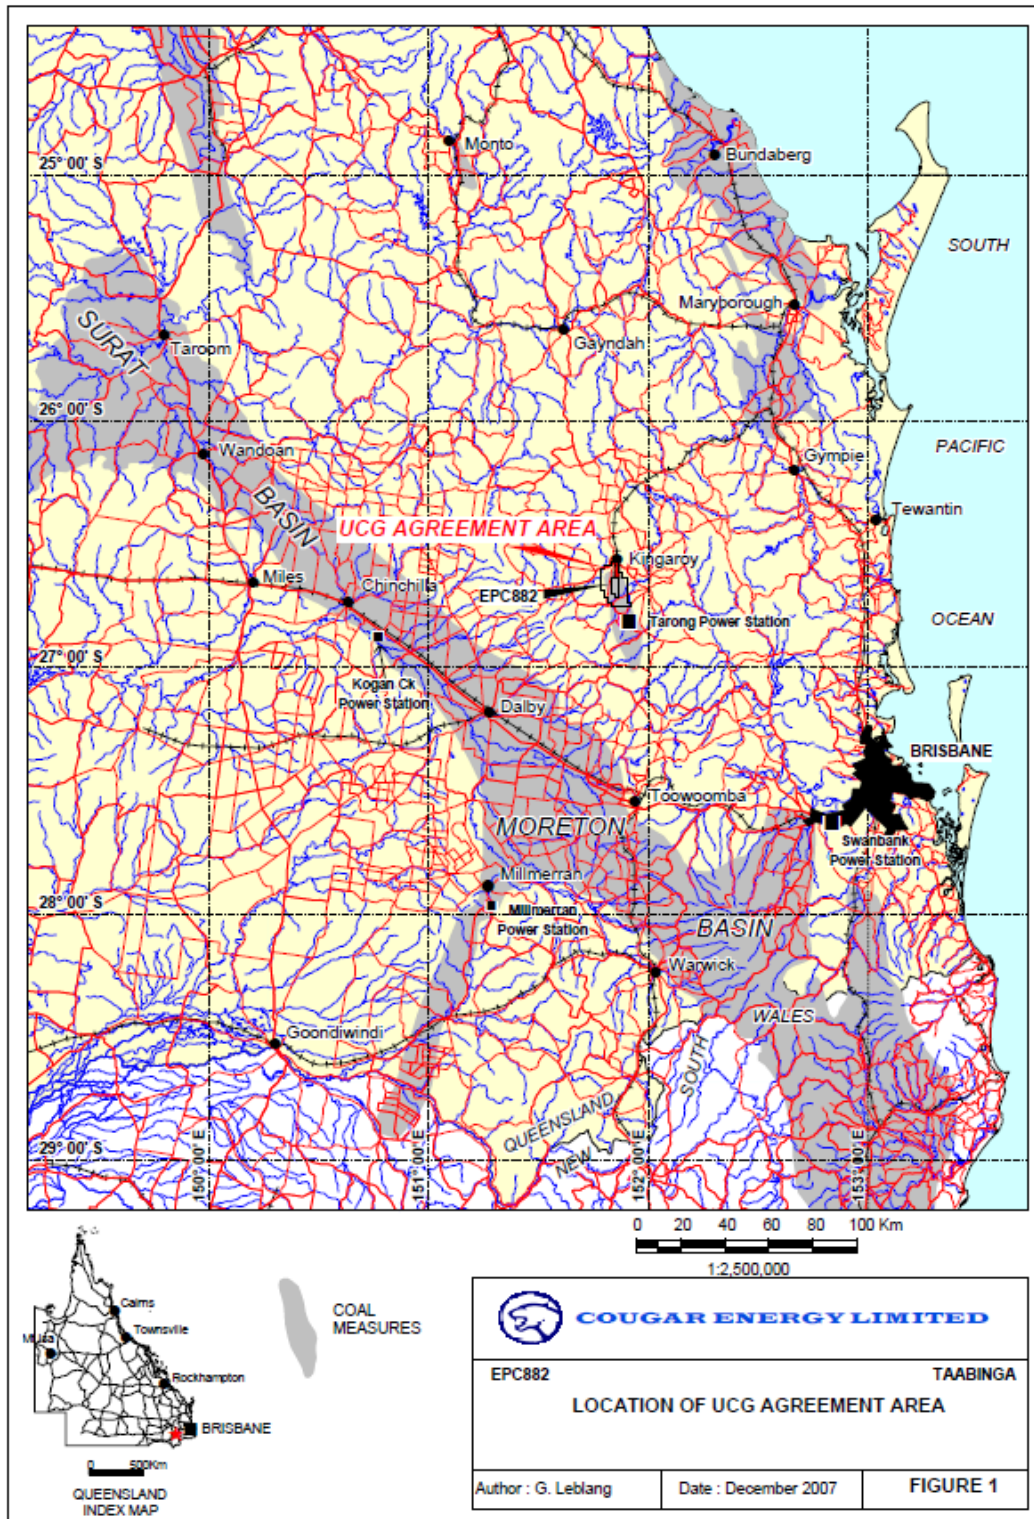 Monto
Bundaberg
25° 00' S
SOUTH
Maryborough
SURAT
Taroom
Gayndah
26° 00' S
PACIFIC
Wandoan
Gympie
BASIN
Tewantin
UCG AGREEMENT AREA
Kingaroy
Miles
Chinchilla
EPC882
Tarong Power Station
OCEAN
27° 00' S
Kogan Ck
Power Station
Dalby
BRISBANE
Toowoomba
MORETON
Swanbank
Power Station
Millmerran
28° 00' S
Millmerran
Power Station
BASIN
Warwick
WALES
Goondiwindi
SOUTH
QUEENSLAND
NEW
29° 00' S
150° 00' E
151° 00' E
152° 00' E
153° 00' E
0 20 40 60 80 100 Km
1:2,500,000
Cairns
Townsville
Mt Isa
Rockhampton
BRISBANE
0 500Km
QUEENSLAND
INDEX MAP
COAL
MEASURES
COUGAR ENERGY LIMITED
EPC882 TAABINGA
LOCATION OF UCG AGREEMENT AREA
Author : G. Leblang Date : December 2007 FIGURE 1